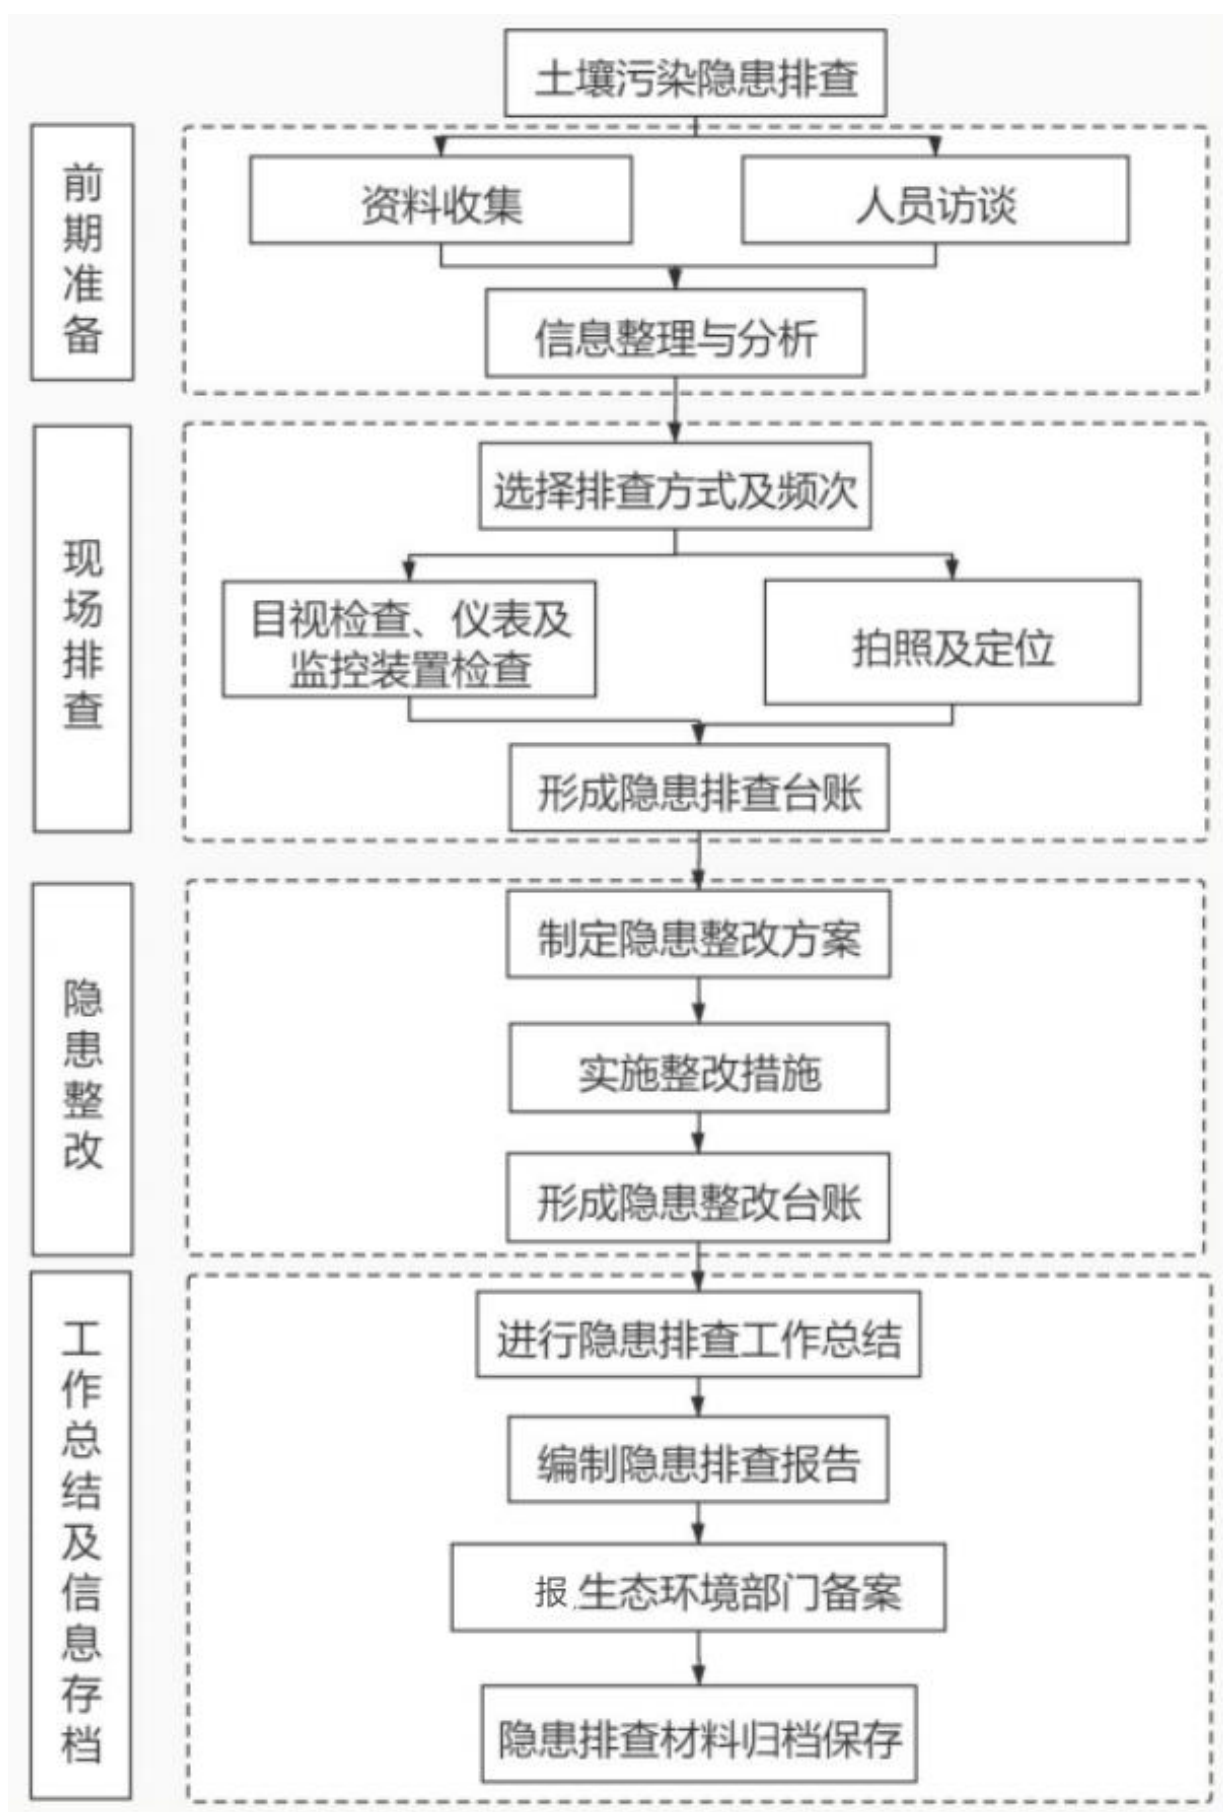 土壤污染隐患排查
前期准备
资料收集
人员访谈
信息整理与分析
现场排查
选择排查方式及频次
目视检查、仪表及
监控装置检查
拍照及定位
形成隐患排查台账
隐患整改
制定隐患整改方案
实施整改措施
形成隐患整改台账
工作总结及信息存档
进行隐患排查工作总结
编制隐患排查报告
报生态环境部门备案
隐患排查材料归档保存